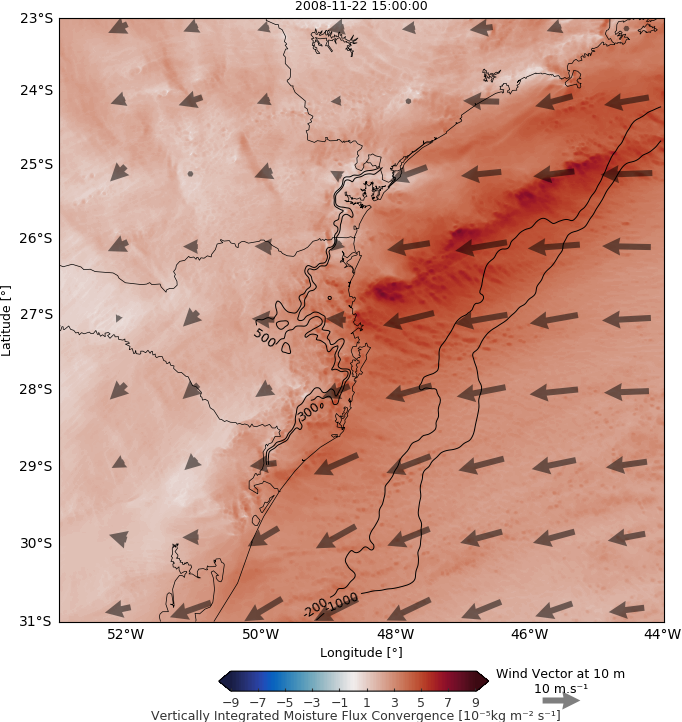 2008-11-22 15:00:00
23°S
24°S
25°S
26°S
27°S
28°S
29°S
30°S
31°S
Latitude [°]
500
300
-200
-1000
52°W 50°W 48°W 46°W 44°W
Longitude [°]
Wind Vector at 10 m
10 m.s⁻¹
−9 −7 −5 −3 −1 1 3 5 7 9
Vertically Integrated Moisture Flux Convergence [10⁻⁵kg m⁻² s⁻¹]